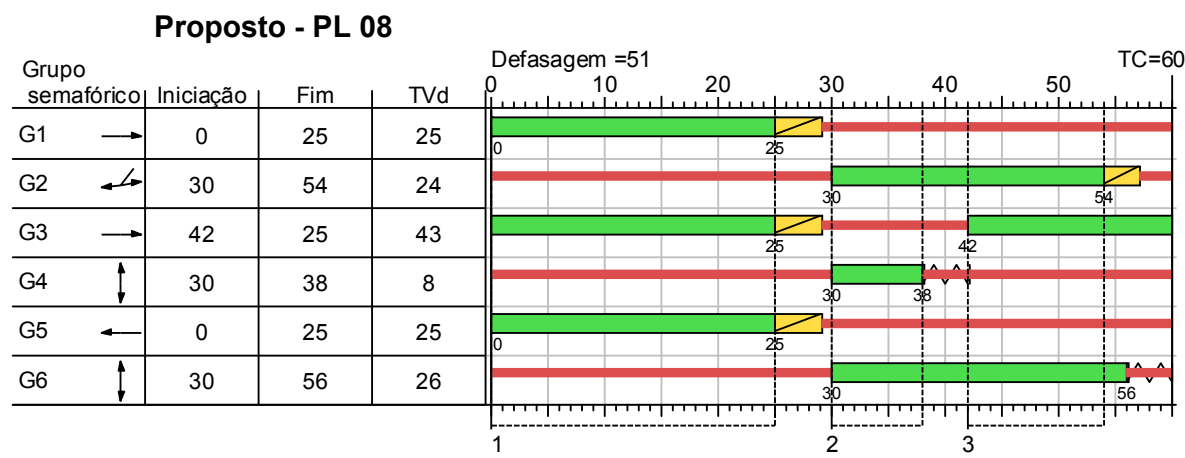 Proposto - PL 08
Defasagem =51 TC=60
Grupo semafórico Iniciação Fim TVd
0 10 20 30 40 50
G1 0 25 25
0 25
G2 30 54 24
30 54
G3 42 25 43
25 42
G4 30 38 8
30 38
G5 0 25 25
0 25
G6 30 56 26
30 56
1 2 3